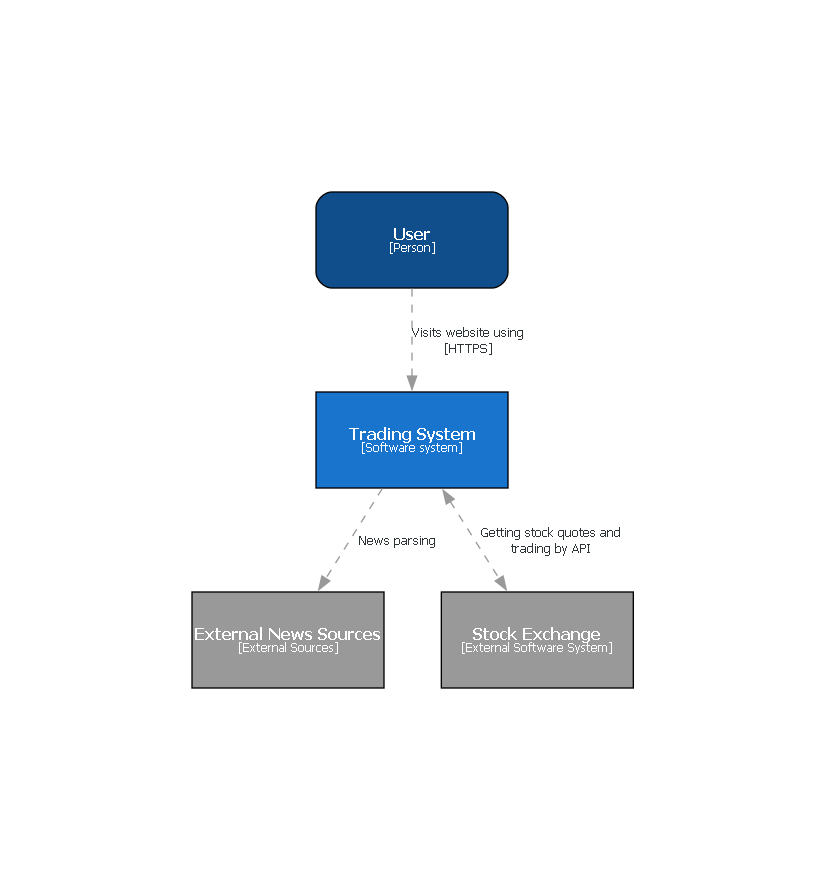 User
[Person]
Visits website using
[HTTPS]
Trading System
[Software system]
News parsing
Getting stock quotes and
trading by API
External News Sources
[External Sources]
Stock Exchange
[External Software System]